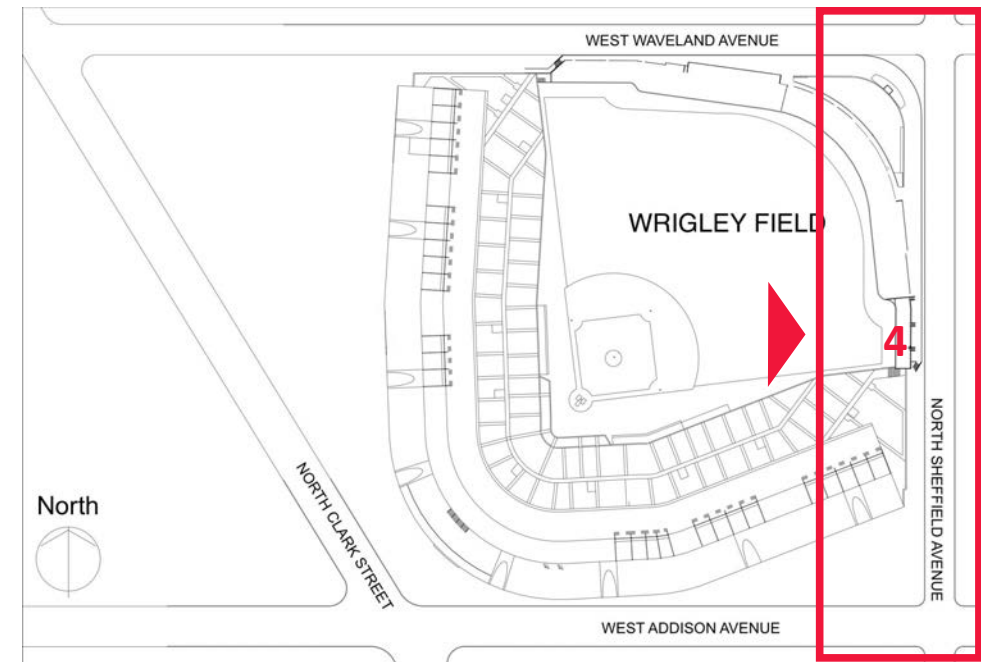 WEST WAVELAND AVENUE
WRIGLEY FIELD
4
North
NORTH CLARK STREET
NORTH SHEFFIELD AVENUE
WEST ADDISON AVENUE